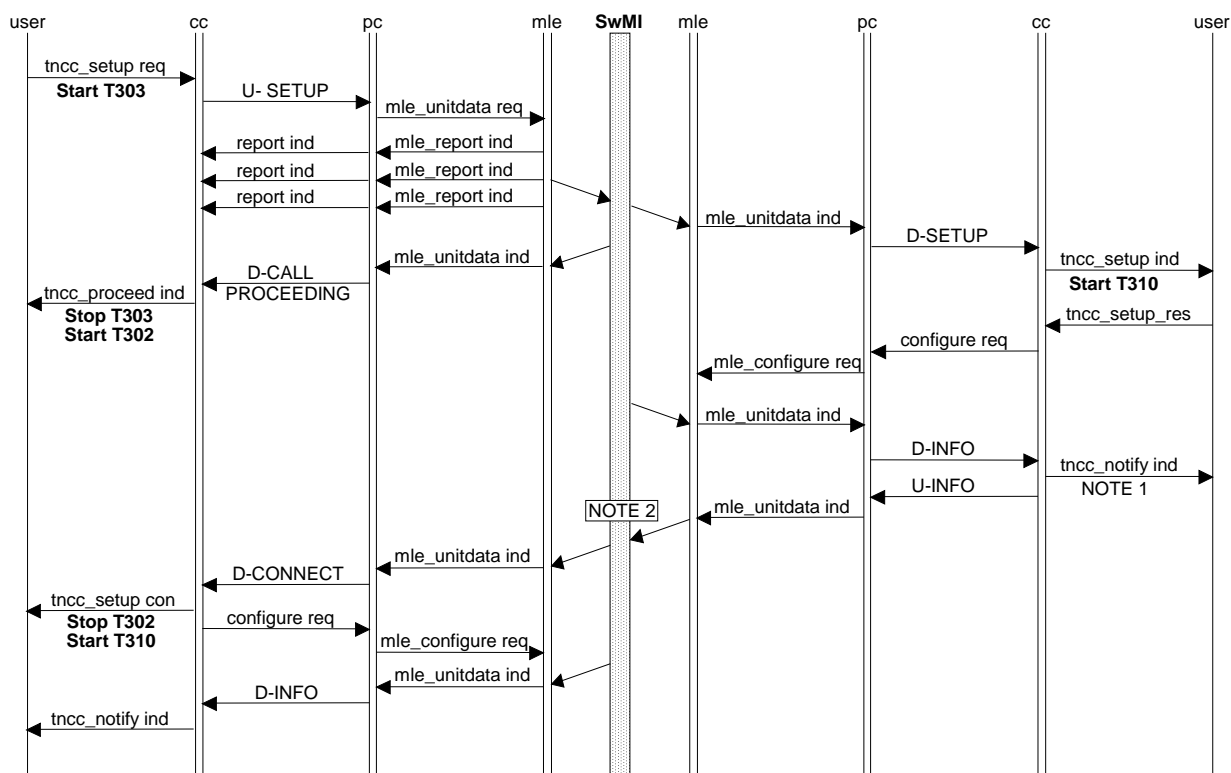 user cc pc mle SwMI mle pc cc user
tncc_setup req
Start T303
U- SETUP
mle_unitdata req
report ind mle_report ind
report ind mle_report ind
report ind mle_report ind
mle_unitdata ind
D-SETUP
tncc_setup ind
Start T310
mle_unitdata ind
D-CALL
PROCEEDING
tncc_proceed ind
Stop T303
Start T302
tncc_setup_res
configure req
mle_configure req
mle_unitdata ind
D-INFO
tncc_notify ind
NOTE 1
U-INFO
mle_unitdata ind
NOTE 2
mle_unitdata ind
D-CONNECT
tncc_setup con
Stop T302
Start T310
configure req
mle_configure req
mle_unitdata ind
D-INFO
tncc_notify ind